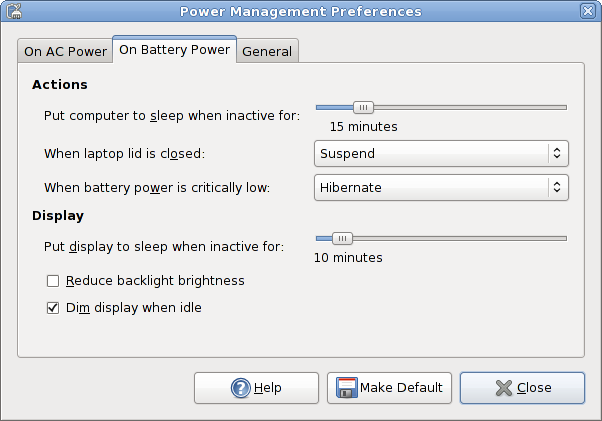 Power Management Preferences
On AC Power
On Battery Power
General
Actions
Put computer to sleep when inactive for:
15 minutes
When laptop lid is closed:
Suspend
When battery power is critically low:
Hibernate
Display
Put display to sleep when inactive for:
10 minutes
Reduce backlight brightness
Dim display when idle
Help
Make Default
Close